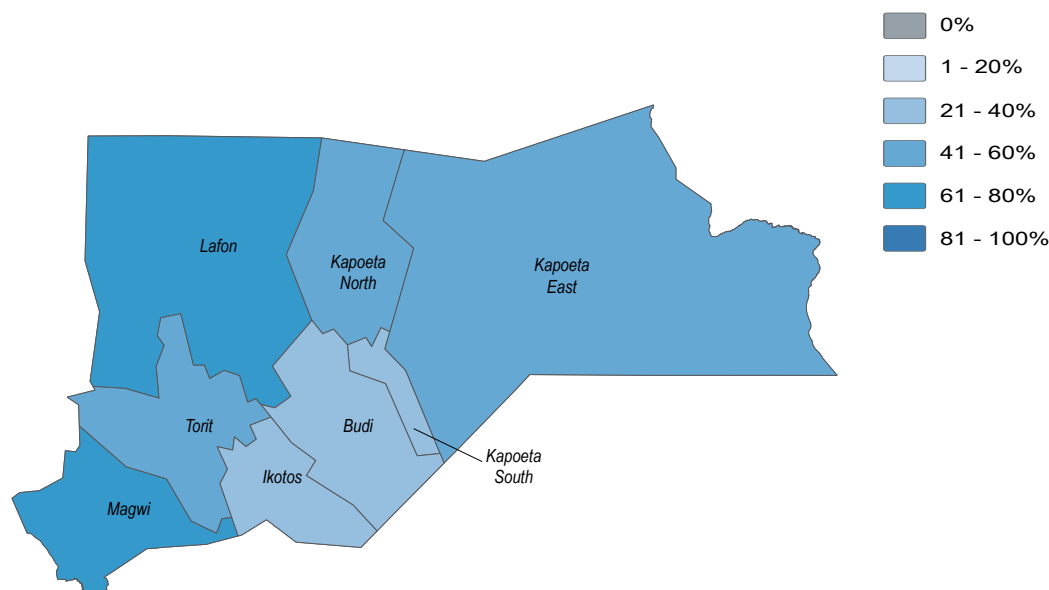 0%
1 - 20%
21 - 40%
41 - 60%
61 - 80%
81 - 100%
Lafon
Kapoeta
North
Kapoeta
East
Torit
Budi
Kapoeta
South
Ikotos
Magwi